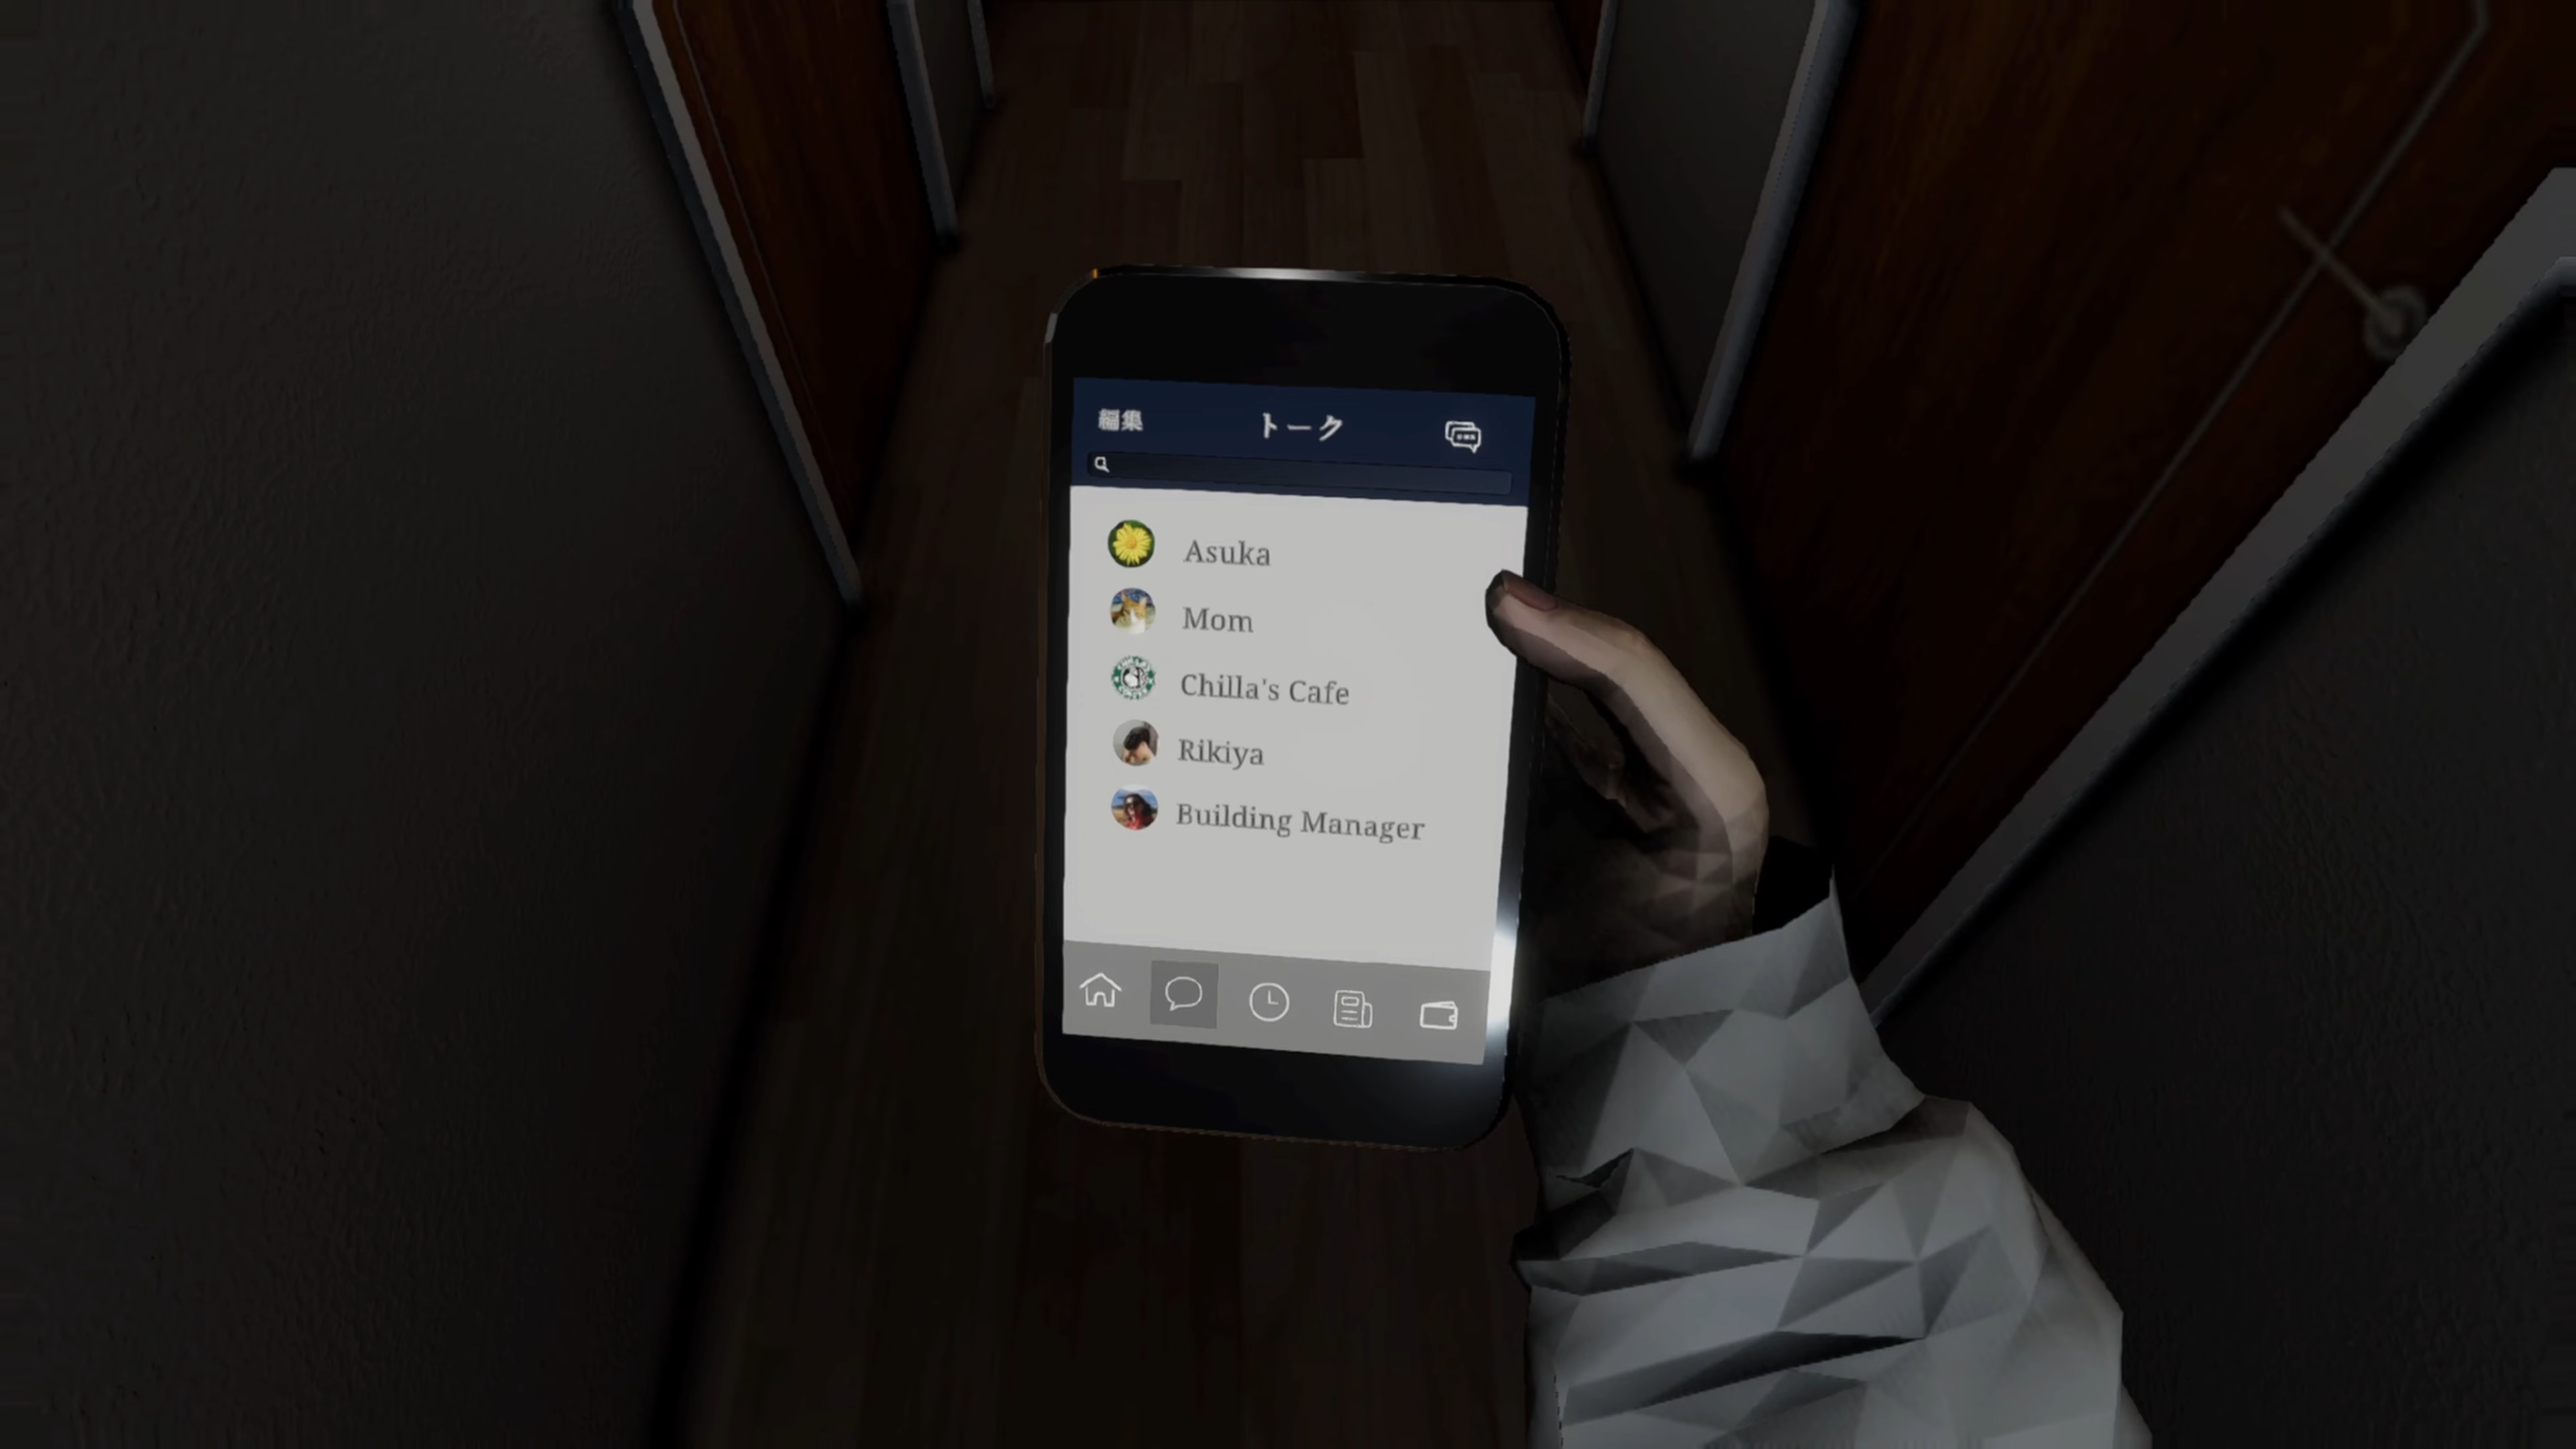 編集
トーク
Asuka
Mom
Chilla's Cafe
Rikiya
Building Manager